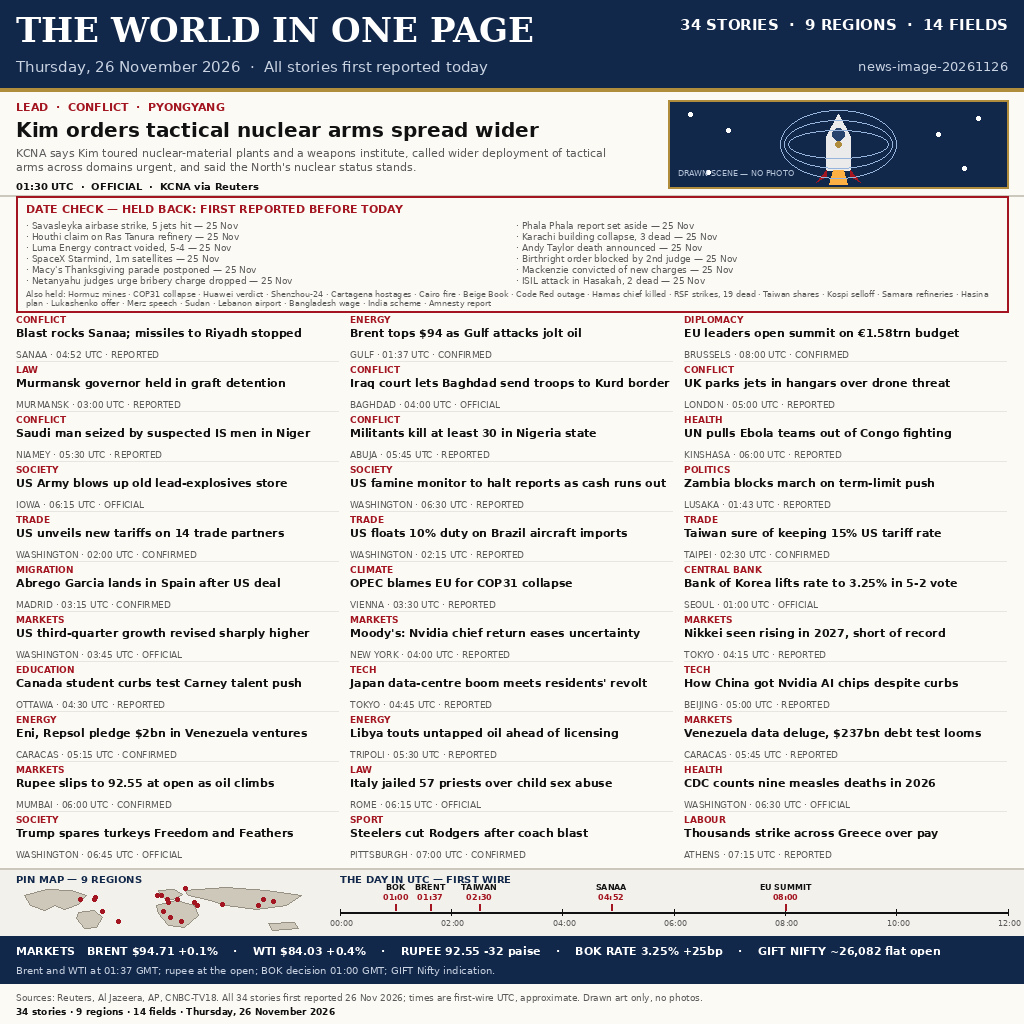 THE WORLD IN ONE PAGE
34 STORIES · 9 REGIONS · 14 FIELDS
Thursday, 26 November 2026 · All stories first reported today
news-image-20261126
LEAD · CONFLICT · PYONGYANG
Kim orders tactical nuclear arms spread wider
KCNA says Kim toured nuclear-material plants and a weapons institute, called wider deployment of tactical
arms across domains urgent, and said the North's nuclear status stands.
01:30 UTC · OFFICIAL · KCNA via Reuters
DRAWN SCENE — NO PHOTO
DATE CHECK — HELD BACK: FIRST REPORTED BEFORE TODAY
· Savasleyka airbase strike, 5 jets hit — 25 Nov
· Houthi claim on Ras Tanura refinery — 25 Nov
· Luma Energy contract voided, 5-4 — 25 Nov
· SpaceX Starmind, 1m satellites — 25 Nov
· Macy's Thanksgiving parade postponed — 25 Nov
· Netanyahu judges urge bribery charge dropped — 25 Nov
· Phala Phala report set aside — 25 Nov
· Karachi building collapse, 3 dead — 25 Nov
· Andy Taylor death announced — 25 Nov
· Birthright order blocked by 2nd judge — 25 Nov
· Mackenzie convicted of new charges — 25 Nov
· ISIL attack in Hasakah, 2 dead — 25 Nov
Also held: Hormuz mines · COP31 collapse · Huawei verdict · Shenzhou-24 · Cartagena hostages · Cairo fire · Beige Book · Code Red outage · Hamas chief killed · RSF strikes, 19 dead · Taiwan shares · Kospi selloff · Samara refineries · Hasina
plan · Lukashenko offer · Merz speech · Sudan · Lebanon airport · Bangladesh wage · India scheme · Amnesty report
CONFLICT
Blast rocks Sanaa; missiles to Riyadh stopped
SANAA · 04:52 UTC · REPORTED
ENERGY
Brent tops $94 as Gulf attacks jolt oil
GULF · 01:37 UTC · CONFIRMED
DIPLOMACY
EU leaders open summit on €1.58trn budget
BRUSSELS · 08:00 UTC · CONFIRMED
LAW
Murmansk governor held in graft detention
MURMANSK · 03:00 UTC · REPORTED
CONFLICT
Iraq court lets Baghdad send troops to Kurd border
BAGHDAD · 04:00 UTC · OFFICIAL
CONFLICT
UK parks jets in hangars over drone threat
LONDON · 05:00 UTC · REPORTED
CONFLICT
Saudi man seized by suspected IS men in Niger
NIAMEY · 05:30 UTC · REPORTED
CONFLICT
Militants kill at least 30 in Nigeria state
ABUJA · 05:45 UTC · REPORTED
HEALTH
UN pulls Ebola teams out of Congo fighting
KINSHASA · 06:00 UTC · REPORTED
SOCIETY
US Army blows up old lead-explosives store
IOWA · 06:15 UTC · OFFICIAL
SOCIETY
US famine monitor to halt reports as cash runs out
WASHINGTON · 06:30 UTC · REPORTED
POLITICS
Zambia blocks march on term-limit push
LUSAKA · 01:43 UTC · REPORTED
TRADE
US unveils new tariffs on 14 trade partners
WASHINGTON · 02:00 UTC · CONFIRMED
TRADE
US floats 10% duty on Brazil aircraft imports
WASHINGTON · 02:15 UTC · REPORTED
TRADE
Taiwan sure of keeping 15% US tariff rate
TAIPEI · 02:30 UTC · CONFIRMED
MIGRATION
Abrego Garcia lands in Spain after US deal
MADRID · 03:15 UTC · CONFIRMED
CLIMATE
OPEC blames EU for COP31 collapse
VIENNA · 03:30 UTC · REPORTED
CENTRAL BANK
Bank of Korea lifts rate to 3.25% in 5-2 vote
SEOUL · 01:00 UTC · OFFICIAL
MARKETS
US third-quarter growth revised sharply higher
WASHINGTON · 03:45 UTC · OFFICIAL
MARKETS
Moody's: Nvidia chief return eases uncertainty
NEW YORK · 04:00 UTC · REPORTED
MARKETS
Nikkei seen rising in 2027, short of record
TOKYO · 04:15 UTC · REPORTED
EDUCATION
Canada student curbs test Carney talent push
OTTAWA · 04:30 UTC · REPORTED
TECH
Japan data-centre boom meets residents' revolt
TOKYO · 04:45 UTC · REPORTED
TECH
How China got Nvidia AI chips despite curbs
BEIJING · 05:00 UTC · REPORTED
ENERGY
Eni, Repsol pledge $2bn in Venezuela ventures
CARACAS · 05:15 UTC · CONFIRMED
ENERGY
Libya touts untapped oil ahead of licensing
TRIPOLI · 05:30 UTC · REPORTED
MARKETS
Venezuela data deluge, $237bn debt test looms
CARACAS · 05:45 UTC · REPORTED
MARKETS
Rupee slips to 92.55 at open as oil climbs
MUMBAI · 06:00 UTC · CONFIRMED
LAW
Italy jailed 57 priests over child sex abuse
ROME · 06:15 UTC · OFFICIAL
HEALTH
CDC counts nine measles deaths in 2026
WASHINGTON · 06:30 UTC · OFFICIAL
SOCIETY
Trump spares turkeys Freedom and Feathers
WASHINGTON · 06:45 UTC · OFFICIAL
SPORT
Steelers cut Rodgers after coach blast
PITTSBURGH · 07:00 UTC · CONFIRMED
LABOUR
Thousands strike across Greece over pay
ATHENS · 07:15 UTC · REPORTED
PIN MAP — 9 REGIONS
THE DAY IN UTC — FIRST WIRE
BOK BRENT TAIWAN SANAA EU SUMMIT
01:00 01:37 02:30 04:52 08:00
00:00 02:00 04:00 06:00 08:00 10:00 12:00
MARKETS BRENT $94.71 +0.1% · WTI $84.03 +0.4% · RUPEE 92.55 -32 paise · BOK RATE 3.25% +25bp · GIFT NIFTY ~26,082 flat open
Brent and WTI at 01:37 GMT; rupee at the open; BOK decision 01:00 GMT; GIFT Nifty indication.
Sources: Reuters, Al Jazeera, AP, CNBC-TV18. All 34 stories first reported 26 Nov 2026; times are first-wire UTC, approximate. Drawn art only, no photos.
34 stories · 9 regions · 14 fields · Thursday, 26 November 2026